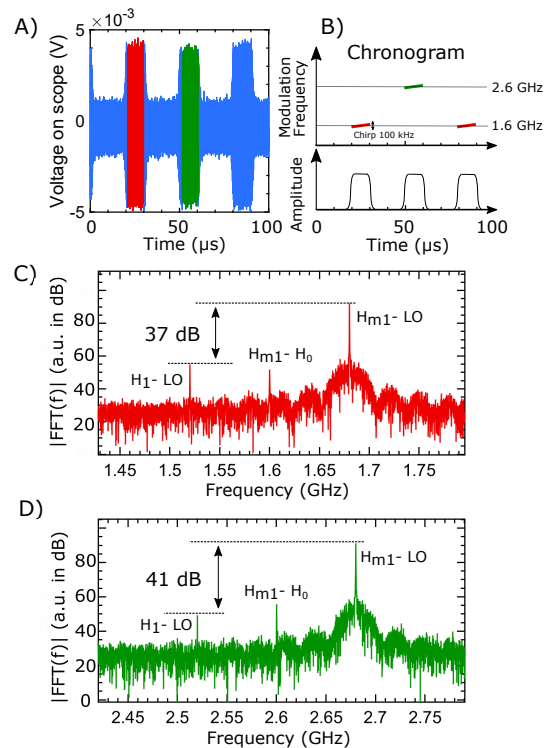 A)
×10⁻³
5
0
-5
Voltage on scope (V)
0
50
100
Time (μs)
B)
Chronogram
Modulation
Frequency
2.6 GHz
1.6 GHz
Chirp 100 kHz
Amplitude
0
50
100
Time (μs)
C)
|FFT(f)| (a.u. in dB)
100
80
60
40
20
37 dB
H₁- LO
Hm1- H₀
Hm1- LO
1.45
1.5
1.55
1.6
1.65
1.7
1.75
Frequency (GHz)
D)
|FFT(f)| (a.u. in dB)
80
60
40
20
0
41 dB
H₁- LO
Hm1- H₀
Hm1- LO
2.45
2.5
2.55
2.6
2.65
2.7
2.75
Frequency (GHz)